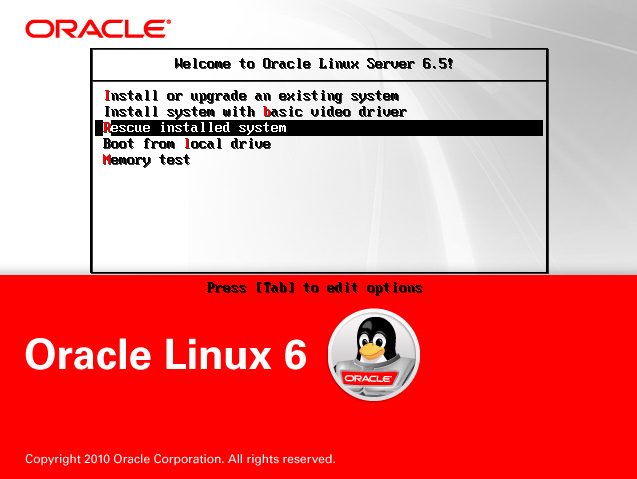 ORACLE®
Welcome to Oracle Linux Server 6.5!
Install or upgrade an existing system
Install system with basic video driver
Rescue installed system
Boot from local drive
Memory test
Press [Tab] to edit options
Oracle Linux 6
ORACLE
Copyright 2010 Oracle Corporation. All rights reserved.